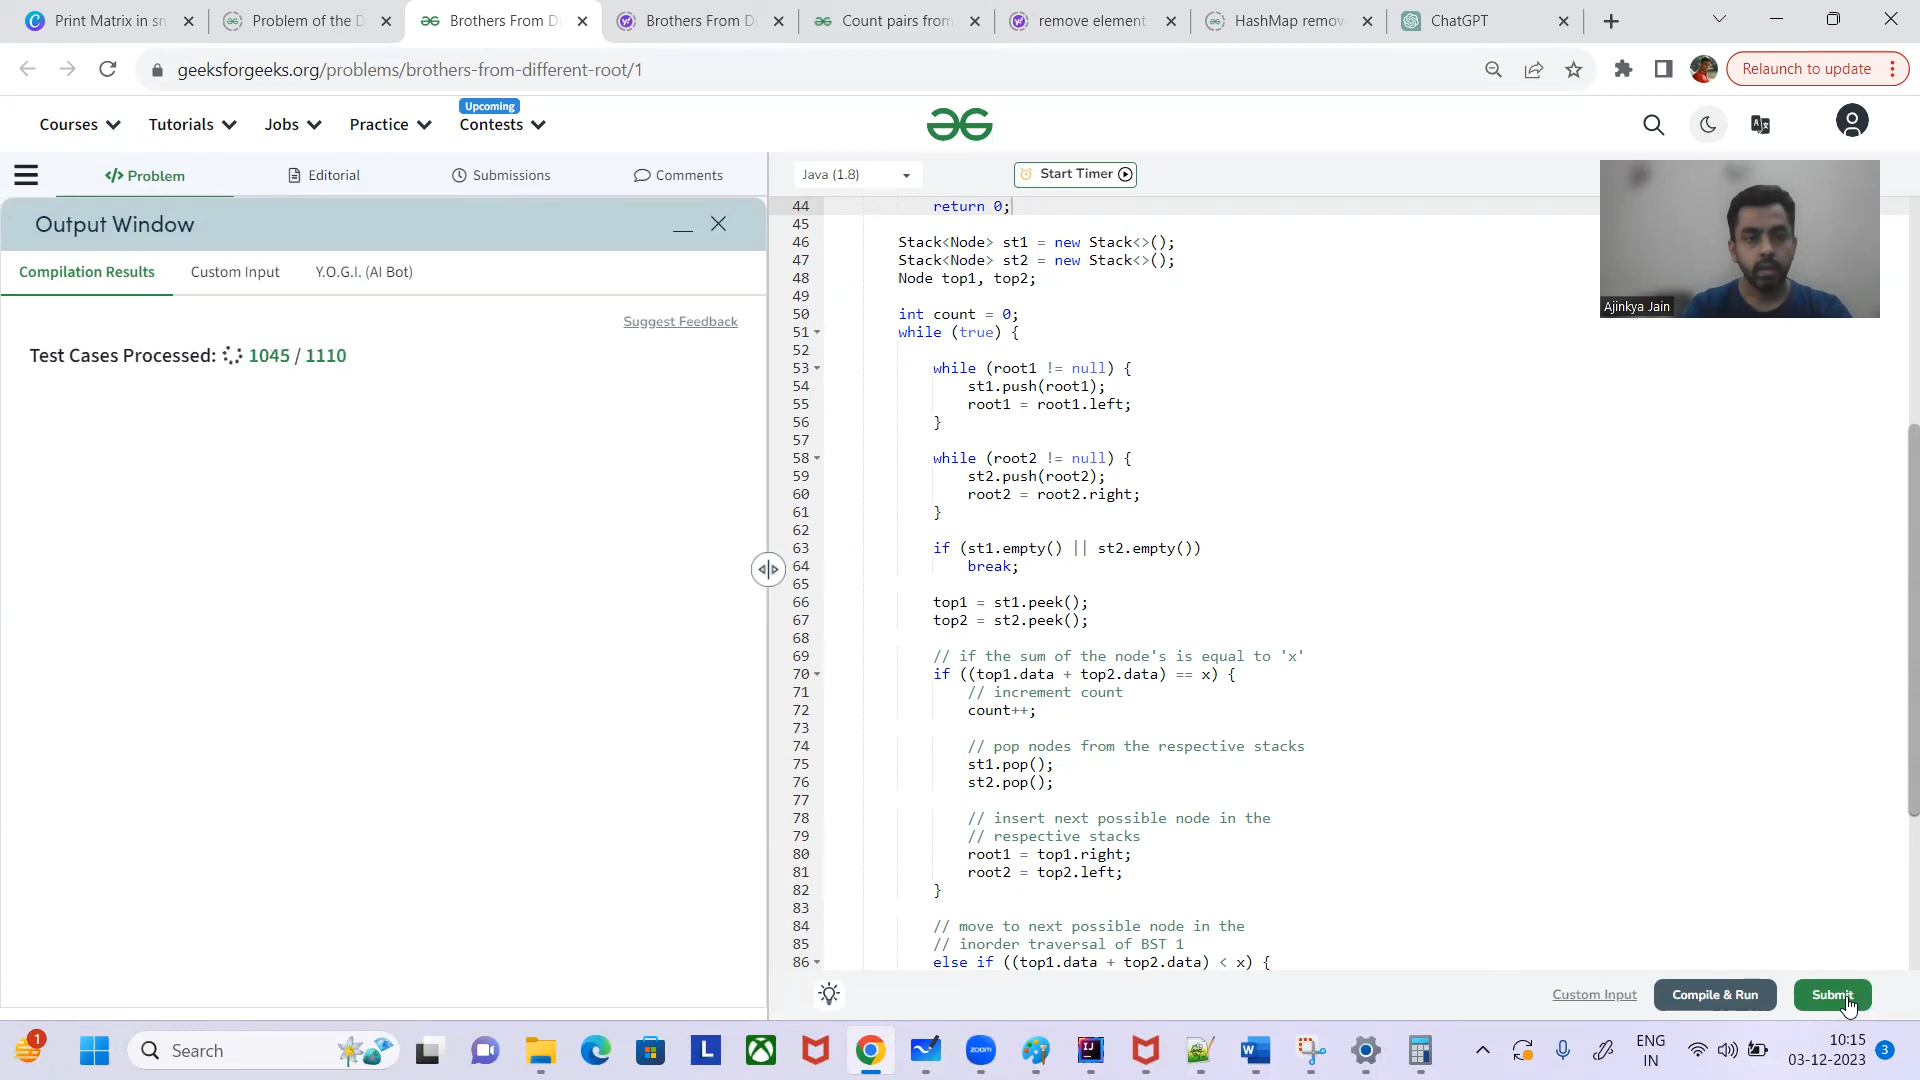 Print Matrix in sn
Problem of the D
Brothers From D
Brothers From D
Count pairs from
remove element
HashMap remov
ChatGPT
geeksforgeeks.org/problems/brothers-from-different-root/1
Relaunch to update
Courses
Tutorials
Jobs
Practice
Upcoming
Contests
</> Problem
Editorial
Submissions
Comments
Java (1.8)
Start Timer
Output Window
Compilation Results
Custom Input
Y.O.G.I. (AI Bot)
Suggest Feedback
Test Cases Processed: 1045 / 1110
Ajinkya Jain
44 return 0;
45
46 Stack<Node> st1 = new Stack<>();
47 Stack<Node> st2 = new Stack<>();
48 Node top1, top2;
49
50 int count = 0;
51 while (true) {
52
53 while (root1 != null) {
54 st1.push(root1);
55 root1 = root1.left;
56 }
57
58 while (root2 != null) {
59 st2.push(root2);
60 root2 = root2.right;
61 }
62
63 if (st1.empty() || st2.empty())
64 break;
65
66 top1 = st1.peek();
67 top2 = st2.peek();
68
69 // if the sum of the node's is equal to 'x'
70 if ((top1.data + top2.data) == x) {
71 // increment count
72 count++;
73
74 // pop nodes from the respective stacks
75 st1.pop();
76 st2.pop();
77
78 // insert next possible node in the
79 // respective stacks
80 root1 = top1.right;
81 root2 = top2.left;
82 }
83
84 // move to next possible node in the
85 // inorder traversal of BST 1
86 else if ((top1.data + top2.data) < x) {
Custom Input
Compile & Run
Submit
1
Search
L
zoom
IJ
W
ENG
IN
10:15
03-12-2023
3